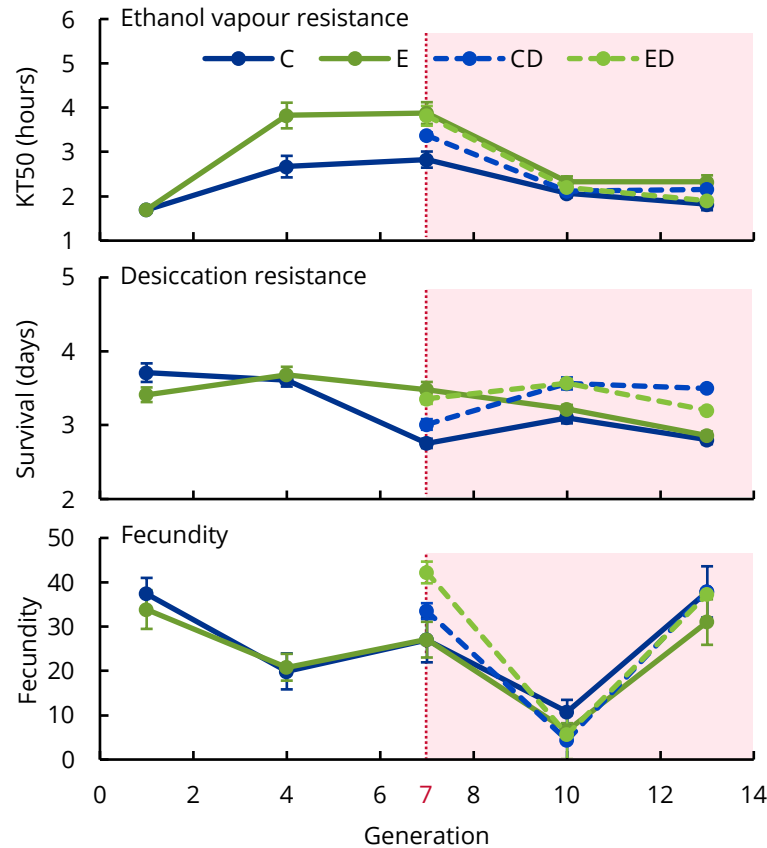 Ethanol vapour resistance
C E CD ED
KT50 (hours)
6
5
4
3
2
1
Desiccation resistance
Survival (days)
5
4
3
2
Fecundity
Fecundity
50
40
30
20
10
0
0 2 4 6 7 8 10 12 14
Generation